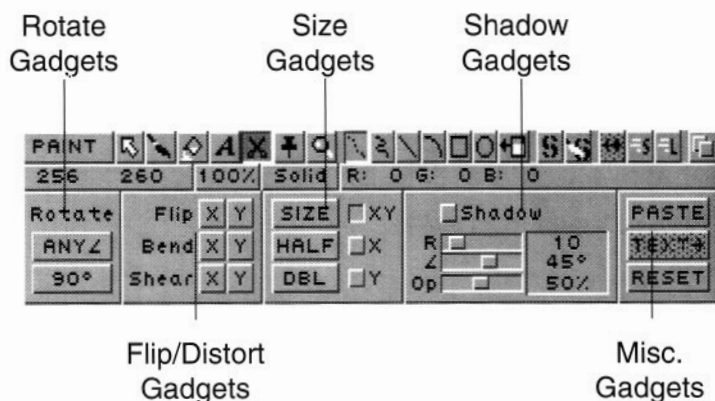 Rotate
Gadgets
Size
Gadgets
Shadow
Gadgets
PAINT A S S S L
256 260 100% Solid R: 0 G: 0 B: 0
Rotate Flip X Y SIZE XY Shadow PASTE
ANY∠ Bend X Y HALF X R 10 TEXT→
∠ 45°
90° Shear X Y DBL Y Op 50% RESET
Flip/Distort
Gadgets
Misc.
Gadgets